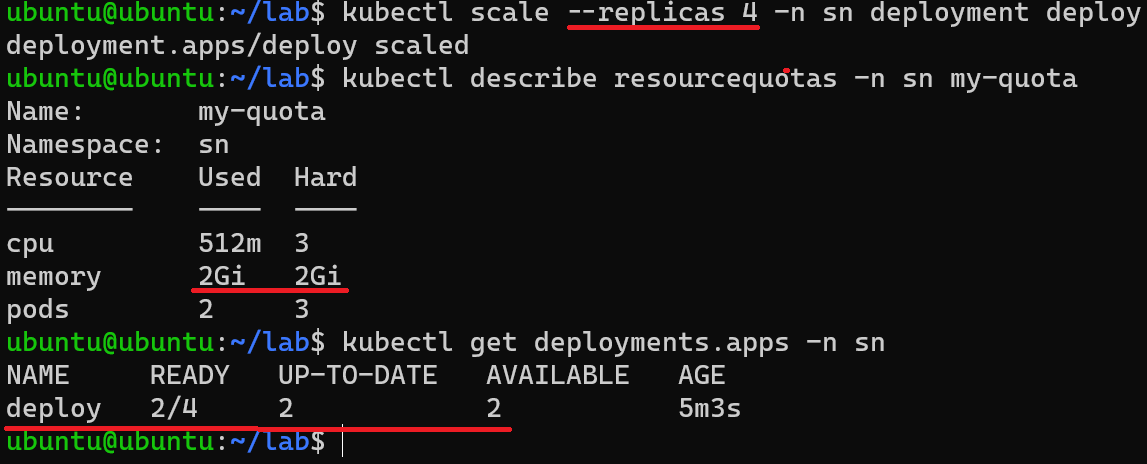 ubuntu@ubuntu:~/lab$ kubectl scale --replicas 4 -n sn deployment deploy
deployment.apps/deploy scaled
ubuntu@ubuntu:~/lab$ kubectl describe resourcequotas -n sn my-quota
Name:       my-quota
Namespace:  sn
Resource    Used  Hard
--------    ----  ----
cpu         512m  3
memory      2Gi   2Gi
pods        2     3
ubuntu@ubuntu:~/lab$ kubectl get deployments.apps -n sn
NAME     READY   UP-TO-DATE   AVAILABLE   AGE
deploy   2/4     2            2           5m3s
ubuntu@ubuntu:~/lab$